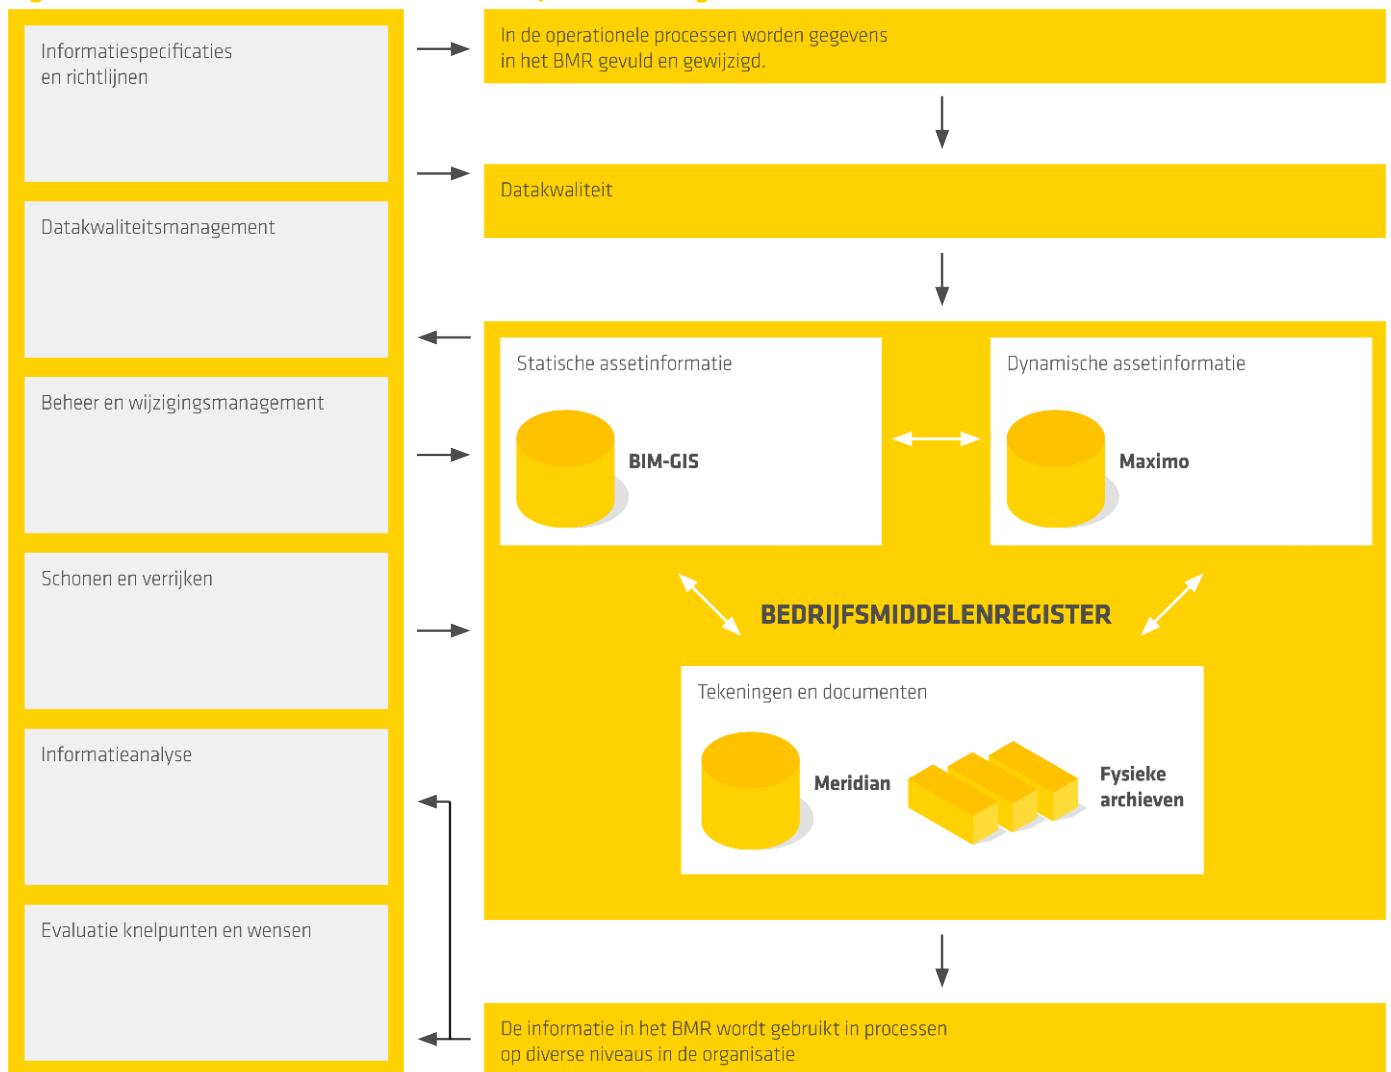 Informatiespecificaties
en richtlijnen
Datakwaliteitsmanagement
Beheer en wijzigingsmanagement
Schonen en verrijken
Informatieanalyse
Evaluatie knelpunten en wensen
In de operationele processen worden gegevens
in het BMR gevuld en gewijzigd.
Datakwaliteit
Statische assetinformatie
BIM-GIS
Dynamische assetinformatie
Maximo
BEDRIJFSMIDDELENREGISTER
Tekeningen en documenten
Meridian
Fysieke
archieven
De informatie in het BMR wordt gebruikt in processen
op diverse niveaus in de organisatie